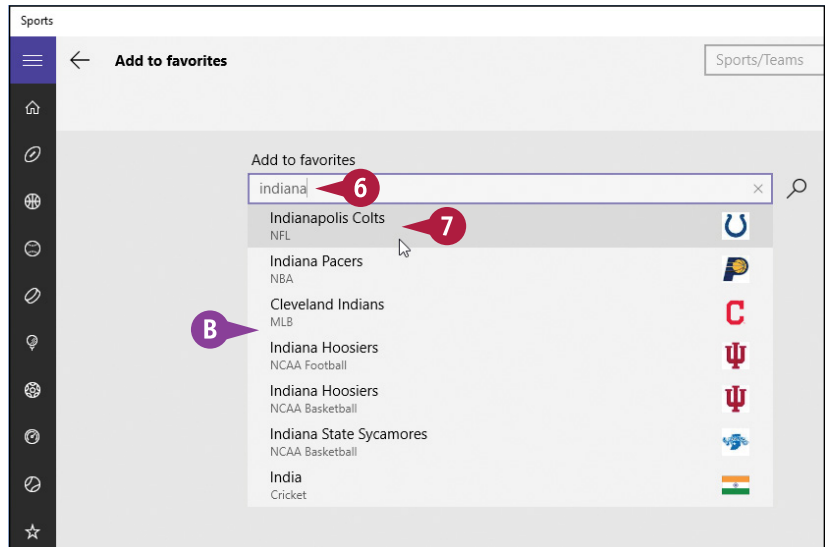 Sports
Add to favorites
Sports/Teams
Add to favorites
indiana
6
Indianapolis Colts
7
NFL
Indiana Pacers
NBA
Cleveland Indians
MLB
B
Indiana Hoosiers
NCAA Football
Indiana Hoosiers
NCAA Basketball
Indiana State Sycamores
NCAA Basketball
India
Cricket